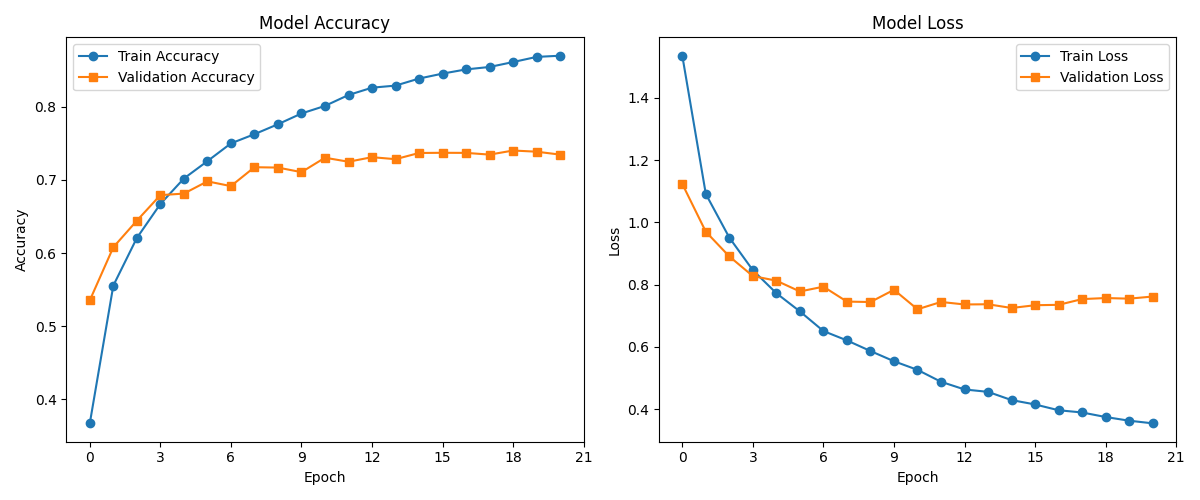 Model Accuracy
Train Accuracy
Validation Accuracy
Accuracy
0.8
0.7
0.6
0.5
0.4
0 3 6 9 12 15 18 21
Epoch
Model Loss
Train Loss
Validation Loss
Loss
1.4
1.2
1.0
0.8
0.6
0.4
0 3 6 9 12 15 18 21
Epoch